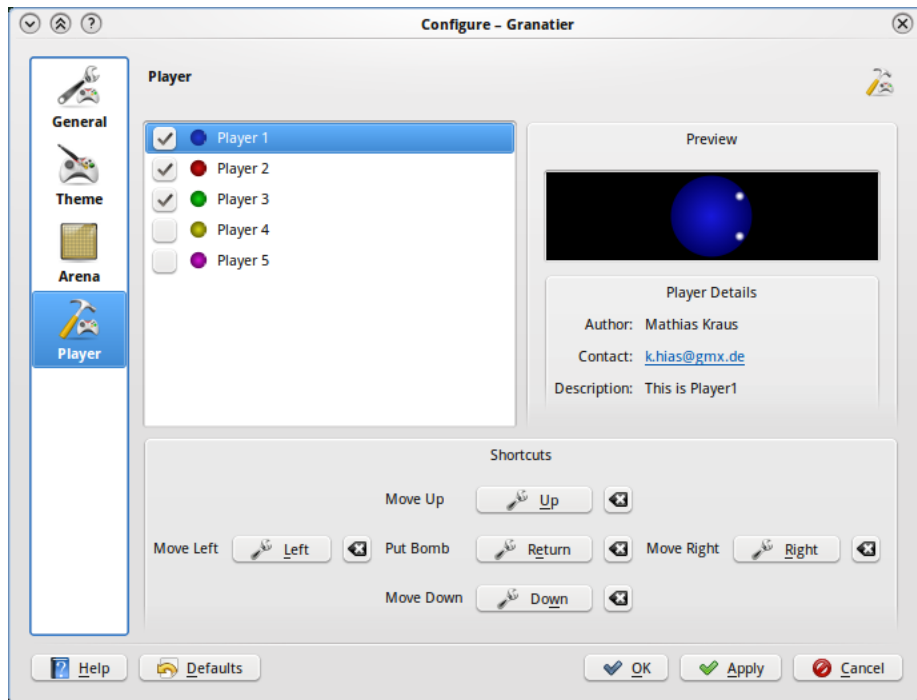 Configure – Granatier
General
Theme
Arena
Player
Player
Player 1
Player 2
Player 3
Player 4
Player 5
Preview
Player Details
Author: Mathias Kraus
Contact: k.hias@gmx.de
Description: This is Player1
Shortcuts
Move Up Up
Move Left Left Put Bomb Return Move Right Right
Move Down Down
Help Defaults OK Apply Cancel